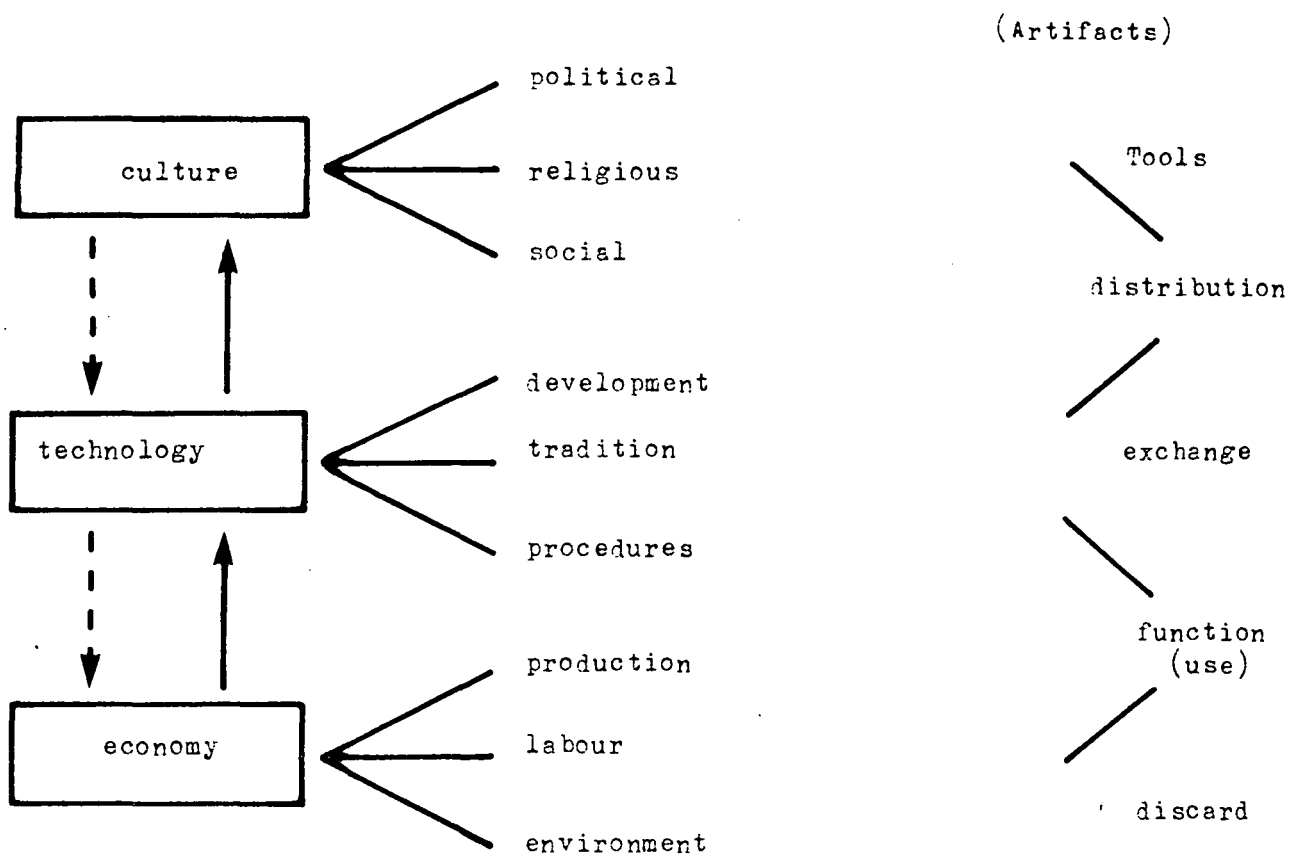 (Artifacts)
culture
political
religious
social
technology
development
tradition
procedures
economy
production
labour
environment
Tools
distribution
exchange
function
(use)
discard